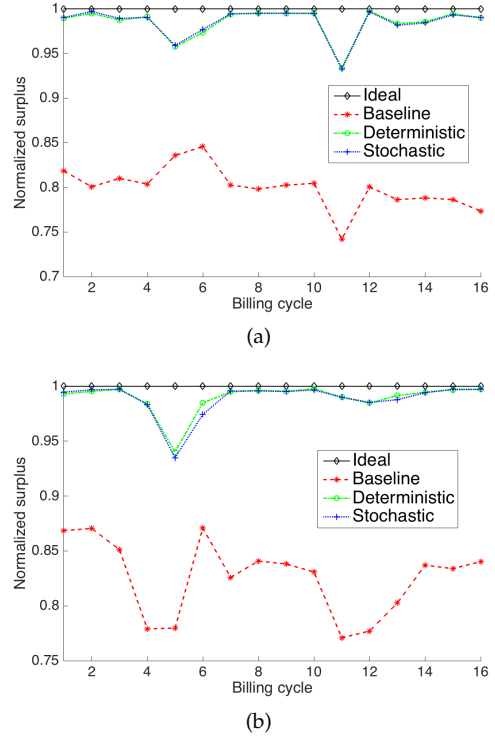 1
0.95
0.9
0.85
0.8
0.75
0.7
Normalized surplus
Ideal
Baseline
Deterministic
Stochastic
2 4 6 8 10 12 14 16
Billing cycle
(a)
1
0.95
0.9
0.85
0.8
0.75
Normalized surplus
Ideal
Baseline
Deterministic
Stochastic
2 4 6 8 10 12 14 16
Billing cycle
(b)